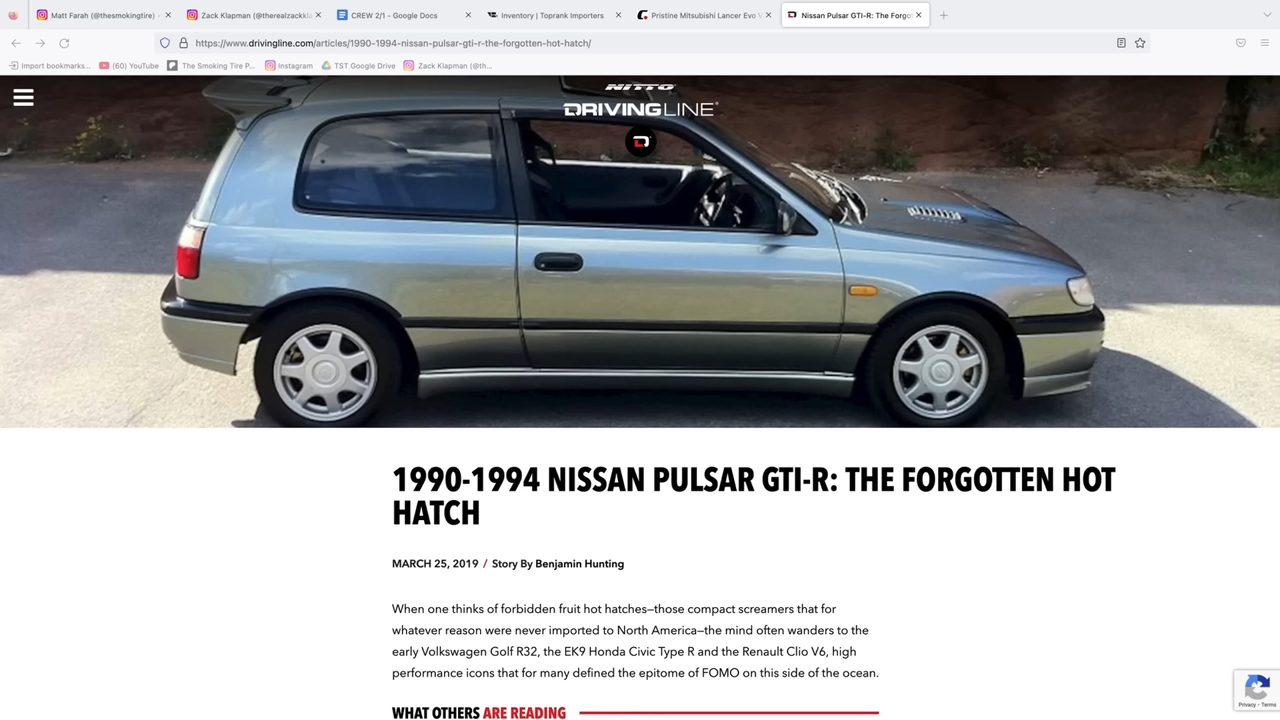 Matt Farah (@thesmokingtire) •
Zack Klapman (@therealzackkl
CREW 2/1 - Google Docs
Inventory | Toprank Importers
Pristine Mitsubishi Lancer Evo V
Nissan Pulsar GTI-R: The Forgot
https://www.drivingline.com/articles/1990-1994-nissan-pulsar-gti-r-the-forgotten-hot-hatch/
Import bookmarks...
(60) YouTube
The Smoking Tire P...
Instagram
TST Google Drive
Zack Klapman (@th...
NITTO
DRIVINGLINE
1990-1994 NISSAN PULSAR GTI-R: THE FORGOTTEN HOT
HATCH
MARCH 25, 2019 / Story By Benjamin Hunting
When one thinks of forbidden fruit hot hatches—those compact screamers that for
whatever reason were never imported to North America—the mind often wanders to the
early Volkswagen Golf R32, the EK9 Honda Civic Type R and the Renault Clio V6, high
performance icons that for many defined the epitome of FOMO on this side of the ocean.
WHAT OTHERS ARE READING
Privacy - Terms